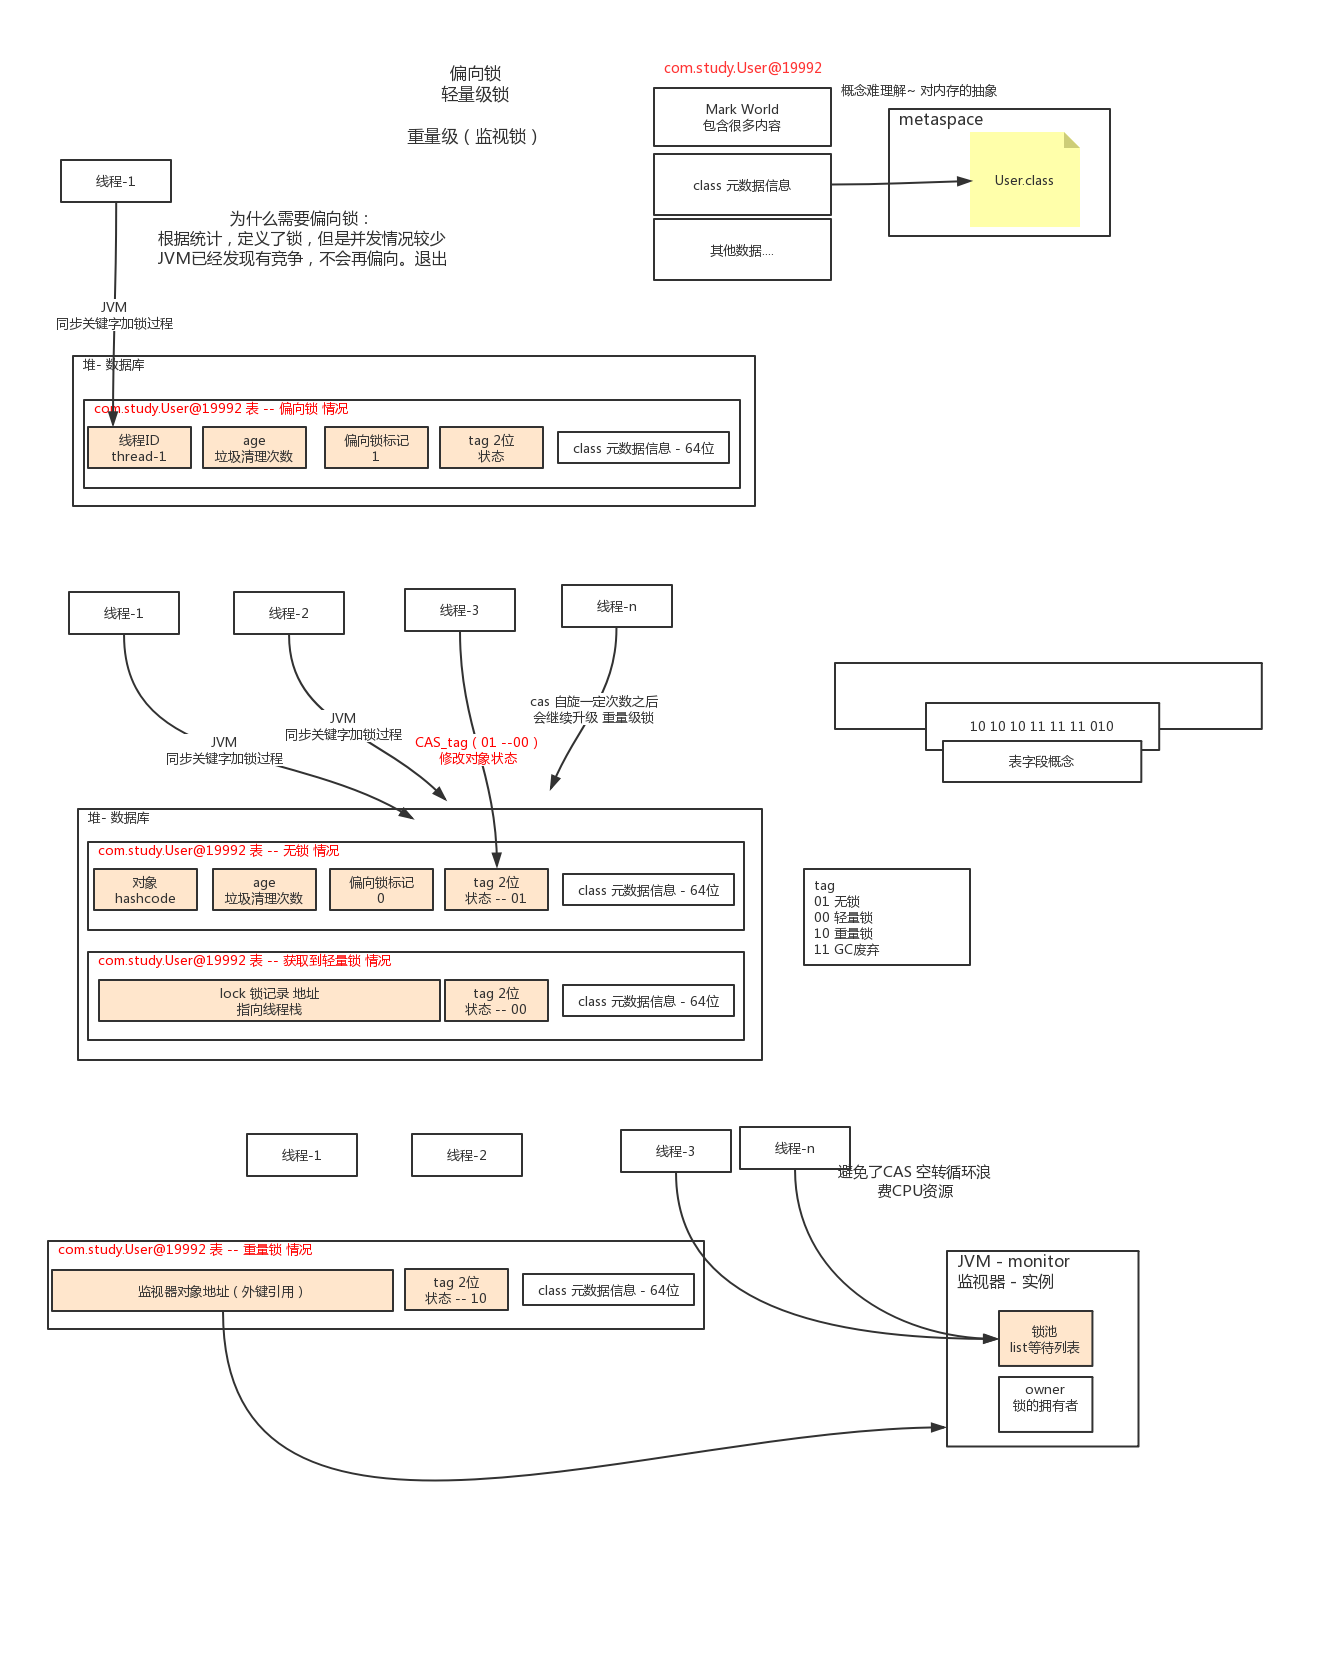 偏向锁
轻量级锁
重量级（监视锁）
com.study.User@19992
Mark World
包含很多内容
class 元数据信息
其他数据....
概念难理解~ 对内存的抽象
metaspace
User.class
线程-1
为什么需要偏向锁：
根据统计，定义了锁，但是并发情况较少
JVM已经发现有竞争，不会再偏向。退出
JVM
同步关键字加锁过程
堆- 数据库
com.study.User@19992 表 -- 偏向锁 情况
线程ID
thread-1
age
垃圾清理次数
偏向锁标记
1
tag 2位
状态
class 元数据信息 - 64位
线程-1
线程-2
线程-3
线程-n
JVM
同步关键字加锁过程
JVM
同步关键字加锁过程
CAS_tag（01 --00）
修改对象状态
cas 自旋一定次数之后
会继续升级 重量级锁
10 10 10 11 11 11 010
表字段概念
堆- 数据库
com.study.User@19992 表 -- 无锁 情况
对象
hashcode
age
垃圾清理次数
偏向锁标记
0
tag 2位
状态 -- 01
class 元数据信息 - 64位
com.study.User@19992 表 -- 获取到轻量锁 情况
lock 锁记录 地址
指向线程栈
tag 2位
状态 -- 00
class 元数据信息 - 64位
tag
01 无锁
00 轻量锁
10 重量锁
11 GC废弃
线程-1
线程-2
线程-3
线程-n
避免了CAS 空转循环浪
费CPU资源
com.study.User@19992 表 -- 重量锁 情况
监视器对象地址（外键引用）
tag 2位
状态 -- 10
class 元数据信息 - 64位
JVM - monitor
监视器 - 实例
锁池
list等待列表
owner
锁的拥有者